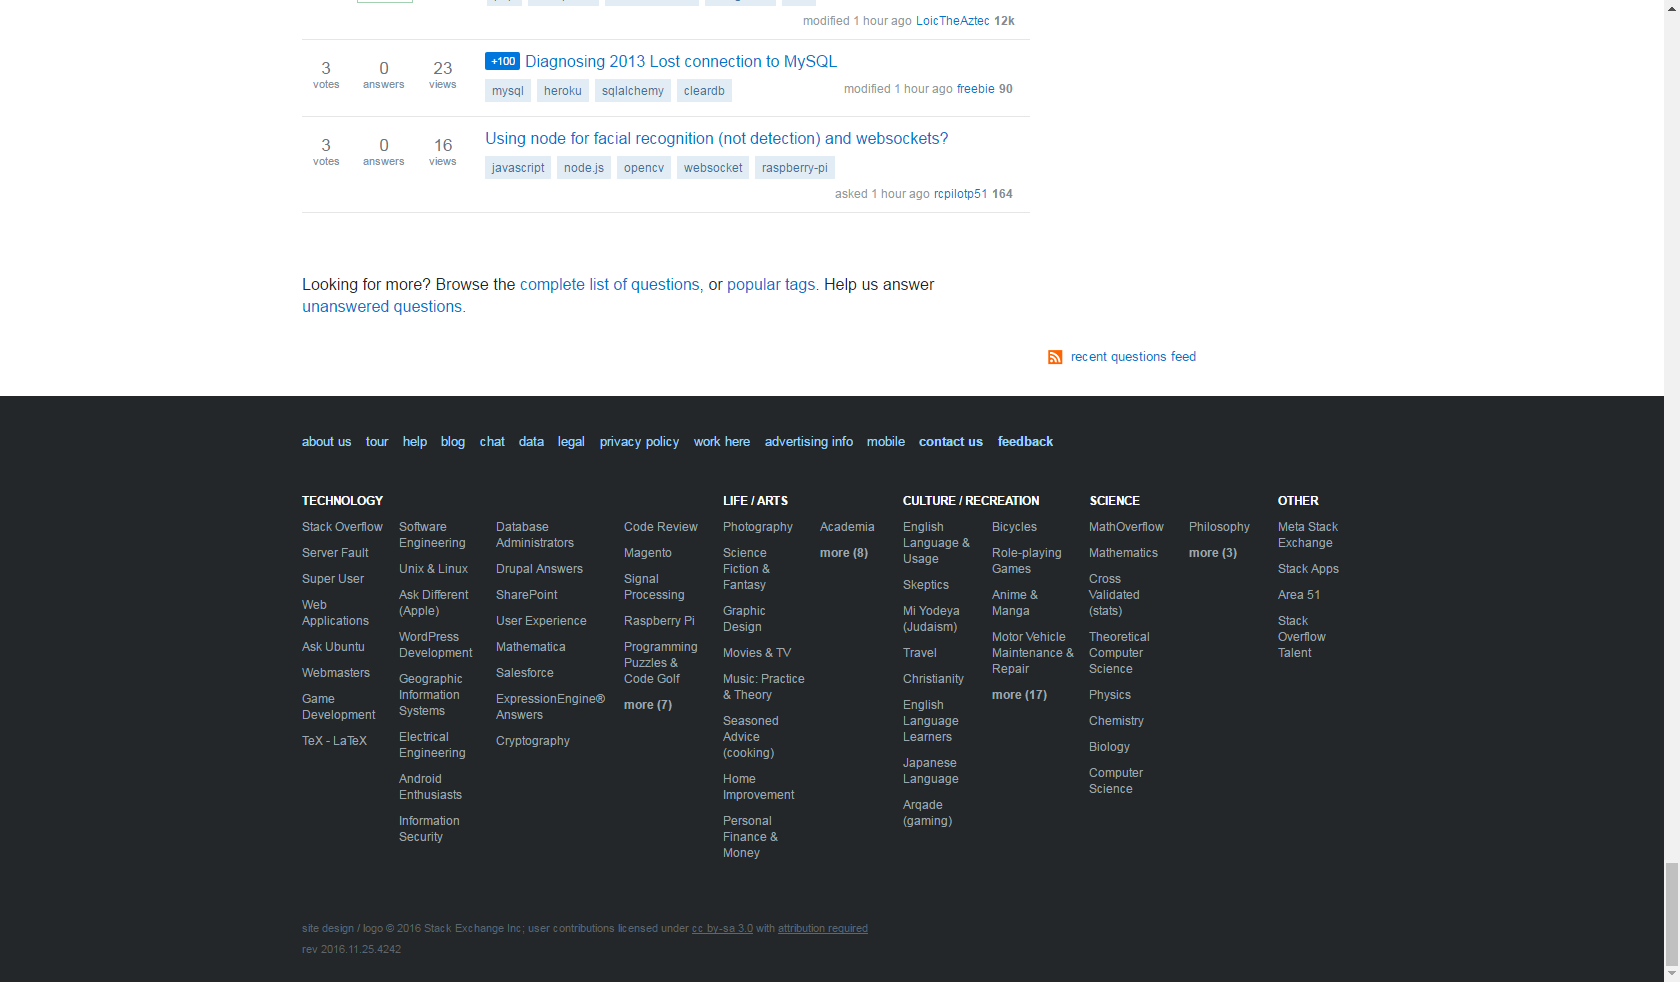 modified 1 hour ago LoicTheAztec 12k
3 votes
0 answers
23 views
+100 Diagnosing 2013 Lost connection to MySQL
mysql heroku sqlalchemy cleardb
modified 1 hour ago freebie 90
3 votes
0 answers
16 views
Using node for facial recognition (not detection) and websockets?
javascript node.js opencv websocket raspberry-pi
asked 1 hour ago rcpilotp51 164
Looking for more? Browse the complete list of questions, or popular tags. Help us answer
unanswered questions.
recent questions feed
about us tour help blog chat data legal privacy policy work here advertising info mobile contact us feedback
TECHNOLOGY
Stack Overflow
Server Fault
Super User
Web
Applications
Ask Ubuntu
Webmasters
Game
Development
TeX - LaTeX
Software
Engineering
Unix & Linux
Ask Different
(Apple)
WordPress
Development
Geographic
Information
Systems
Electrical
Engineering
Android
Enthusiasts
Information
Security
Database
Administrators
Drupal Answers
SharePoint
User Experience
Mathematica
Salesforce
ExpressionEngine®
Answers
Cryptography
Code Review
Magento
Signal
Processing
Raspberry Pi
Programming
Puzzles &
Code Golf
more (7)
LIFE / ARTS
Photography
Science
Fiction &
Fantasy
Graphic
Design
Movies & TV
Music: Practice
& Theory
Seasoned
Advice
(cooking)
Home
Improvement
Personal
Finance &
Money
Academia
more (8)
CULTURE / RECREATION
English
Language &
Usage
Skeptics
Mi Yodeya
(Judaism)
Travel
Christianity
English
Language
Learners
Japanese
Language
Arqade
(gaming)
Bicycles
Role-playing
Games
Anime &
Manga
Motor Vehicle
Maintenance &
Repair
more (17)
SCIENCE
MathOverflow
Mathematics
Cross
Validated
(stats)
Theoretical
Computer
Science
Physics
Chemistry
Biology
Computer
Science
Philosophy
more (3)
OTHER
Meta Stack
Exchange
Stack Apps
Area 51
Stack
Overflow
Talent
site design / logo © 2016 Stack Exchange Inc; user contributions licensed under cc by-sa 3.0 with attribution required
rev 2016.11.25.4242